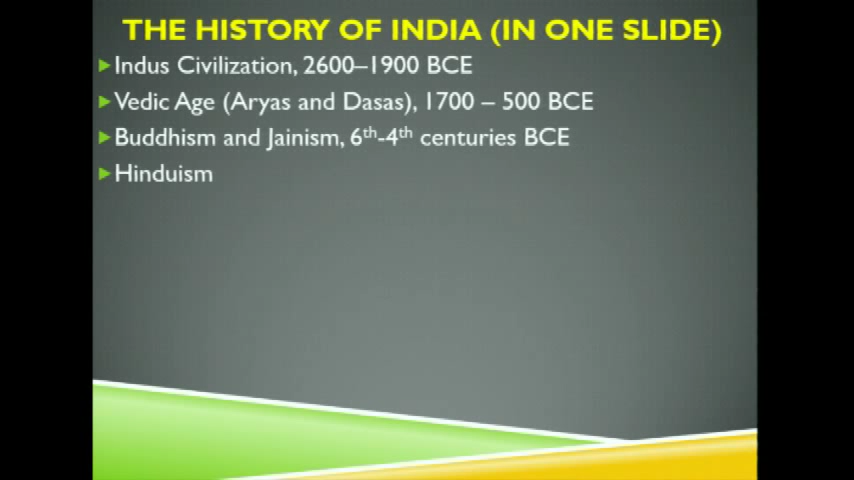 THE HISTORY OF INDIA (IN ONE SLIDE)
Indus Civilization, 2600–1900 BCE
Vedic Age (Aryas and Dasas), 1700 – 500 BCE
Buddhism and Jainism, 6th-4th centuries BCE
Hinduism